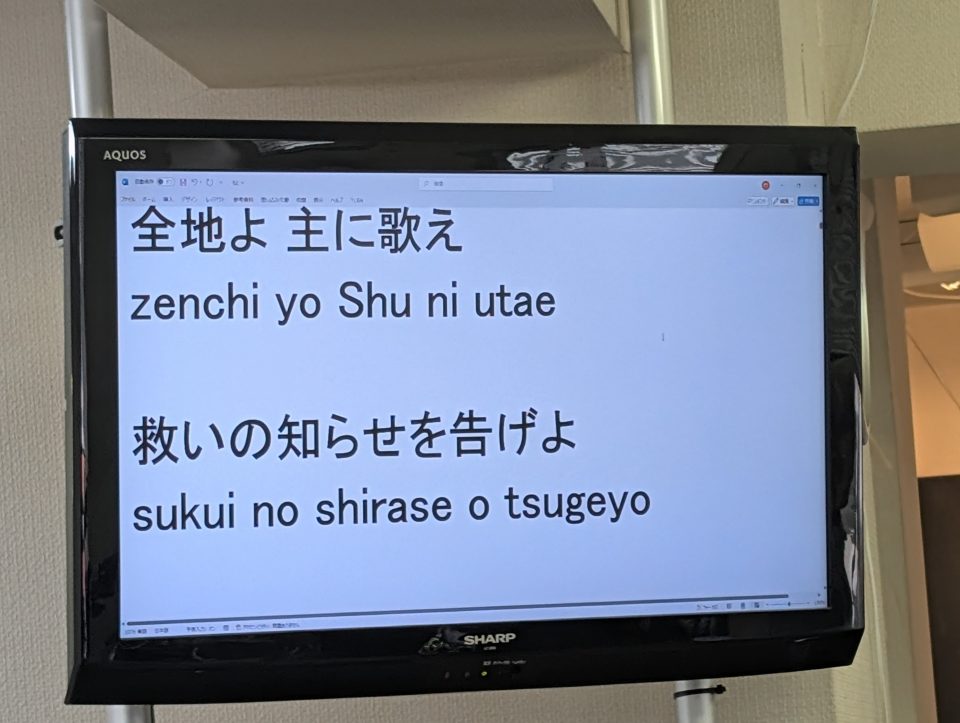 AQUOS
全地よ 主に歌え
zenchi yo Shu ni utae
救いの知らせを告げよ
sukui no shirase o tsugeyo
SHARP